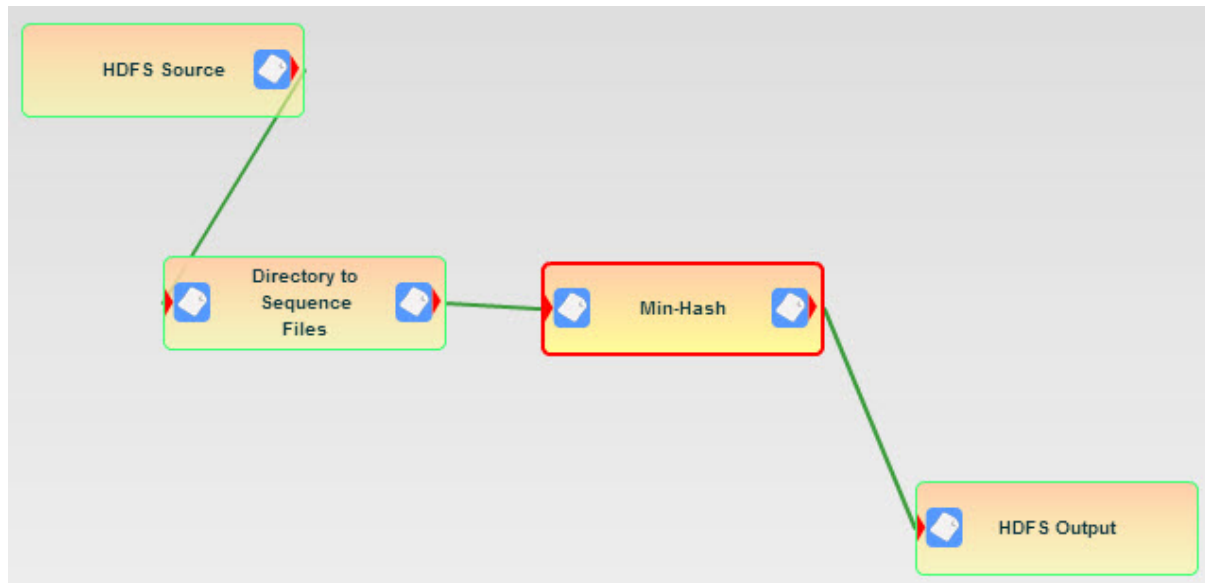 HDFS Source
Directory to
Sequence
Files
Min-Hash
HDFS Output